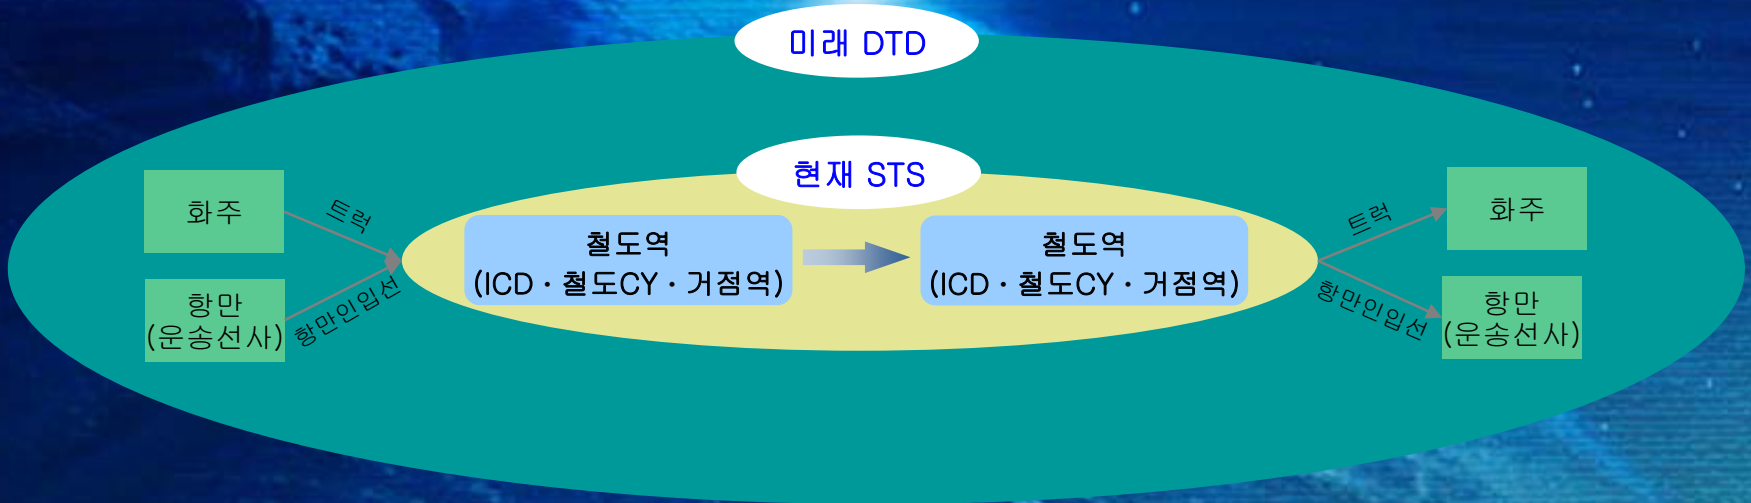 미래 DTD
현재 STS
화주
트럭
항만
(운송선사)
항만인입선
철도역
(ICD · 철도CY · 거점역)
철도역
(ICD · 철도CY · 거점역)
트럭
화주
항만인입선
항만
(운송선사)